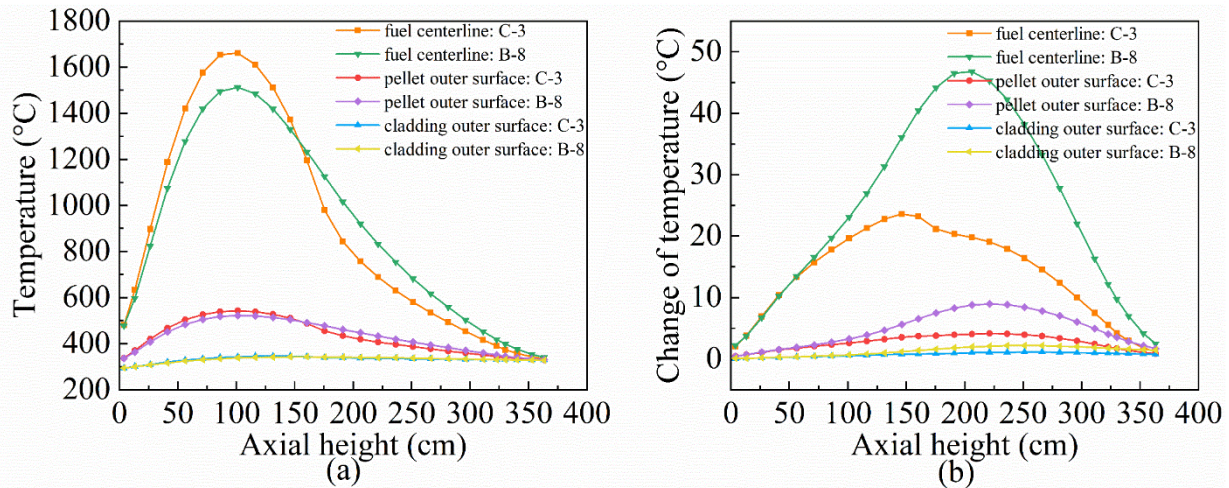 1800
1600
1400
1200
1000
800
600
400
200
Temperature (°C)
fuel centerline: C-3
fuel centerline: B-8
pellet outer surface: C-3
pellet outer surface: B-8
cladding outer surface: C-3
cladding outer surface: B-8
0 50 100 150 200 250 300 350 400
Axial height (cm)
(a)
50
40
30
20
10
0
Change of temperature (°C)
fuel centerline: C-3
fuel centerline: B-8
pellet outer surface: C-3
pellet outer surface: B-8
cladding outer surface: C-3
cladding outer surface: B-8
0 50 100 150 200 250 300 350 400
Axial height (cm)
(b)